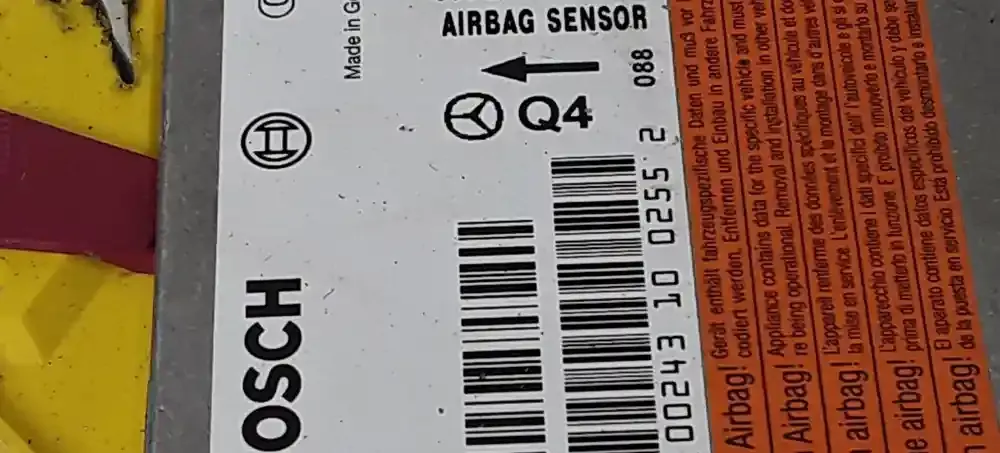 AIRBAG SENSOR
Made in G
088
Q4
OSCH
00243 10 0255 2
Airbag! Gerät enthält fahrzeugspezifische Daten und muß vor
codiert werden. Entfernen und Einbau in andere Fahrz
Airbag! Appliance contains data for the specific vehicle and must
re being operational. Removal and installation in other veh
airbag! L'appareil renferme des données spécifiques au véhicule et do
la mise en service. L'enlèvement et le montage dans d'autres vé
e airbag! L'apparecchio contiene i dati specifici dell'autoveicolo e gli si
prima di metterlo in funzione. E' proibito rimuoverlo e montarlo su
n airbag! El aparato contiene datos específicos del vehículo y debe se
de la puesta en servicio. Está prohibido desmontarlo e instalar